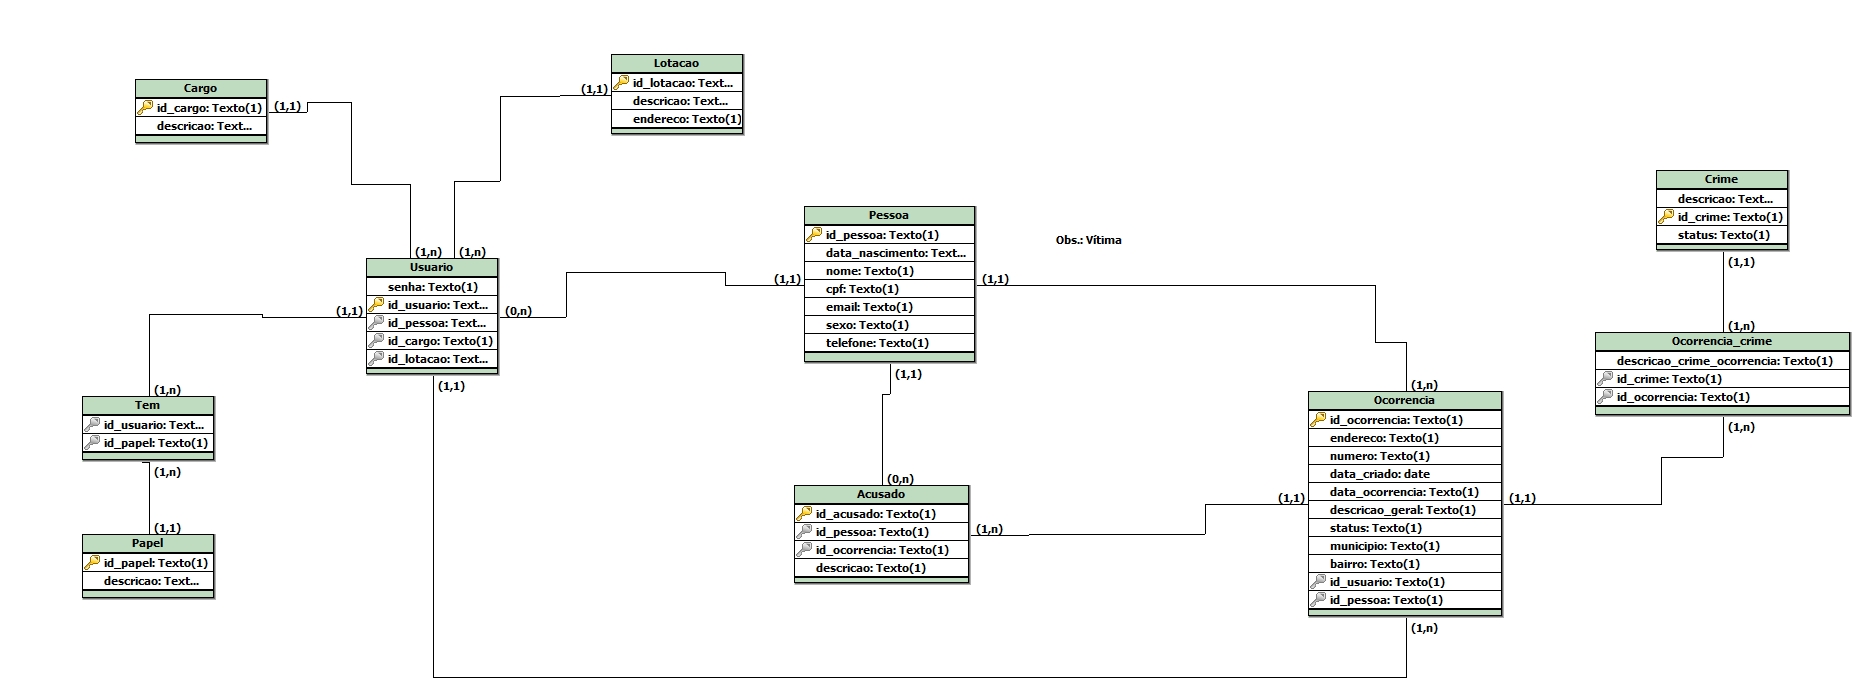 Cargo
id_cargo: Texto(1)
descricao: Text...
(1,1)
Lotacao
id_lotacao: Text...
descricao: Text...
endereco: Texto(1)
(1,1)
(1,n)
(1,n)
Usuario
senha: Texto(1)
id_usuario: Text...
id_pessoa: Text...
id_cargo: Texto(1)
id_lotacao: Text...
(1,1)
(0,n)
(1,1)
Pessoa
id_pessoa: Texto(1)
data_nascimento: Text...
nome: Texto(1)
cpf: Texto(1)
email: Texto(1)
sexo: Texto(1)
telefone: Texto(1)
(1,1)
(1,1)
(1,1)
Obs.: Vítima
Crime
descricao: Text...
id_crime: Texto(1)
status: Texto(1)
(1,1)
(1,n)
Ocorrencia_crime
descricao_crime_ocorrencia: Texto(1)
id_crime: Texto(1)
id_ocorrencia: Texto(1)
(1,n)
(1,n)
Tem
id_usuario: Text...
id_papel: Texto(1)
(1,n)
(1,1)
Papel
id_papel: Texto(1)
descricao: Text...
(0,n)
Acusado
id_acusado: Texto(1)
id_pessoa: Texto(1)
id_ocorrencia: Texto(1)
descricao: Texto(1)
(1,n)
(1,n)
Ocorrencia
id_ocorrencia: Texto(1)
endereco: Texto(1)
numero: Texto(1)
data_criado: date
data_ocorrencia: Texto(1)
descricao_geral: Texto(1)
status: Texto(1)
municipio: Texto(1)
bairro: Texto(1)
id_usuario: Texto(1)
id_pessoa: Texto(1)
(1,1)
(1,1)
(1,n)